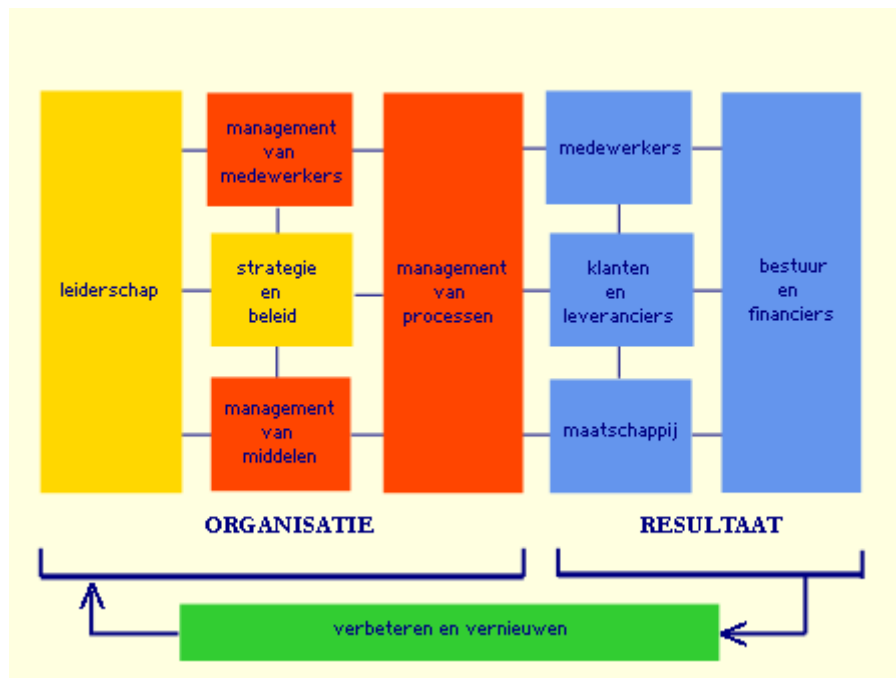 leiderschap
management
van
medewerkers
strategie
en
beleid
management
van
middelen
management
van
processen
medewerkers
klanten
en
leveranciers
maatschappij
bestuur
en
financiers
ORGANISATIE
RESULTAAT
verbeteren en vernieuwen